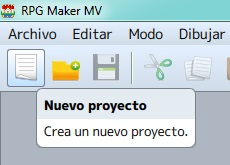 RPG Maker MV
Archivo Editar Modo Dibujar
Nuevo proyecto
Crea un nuevo proyecto.